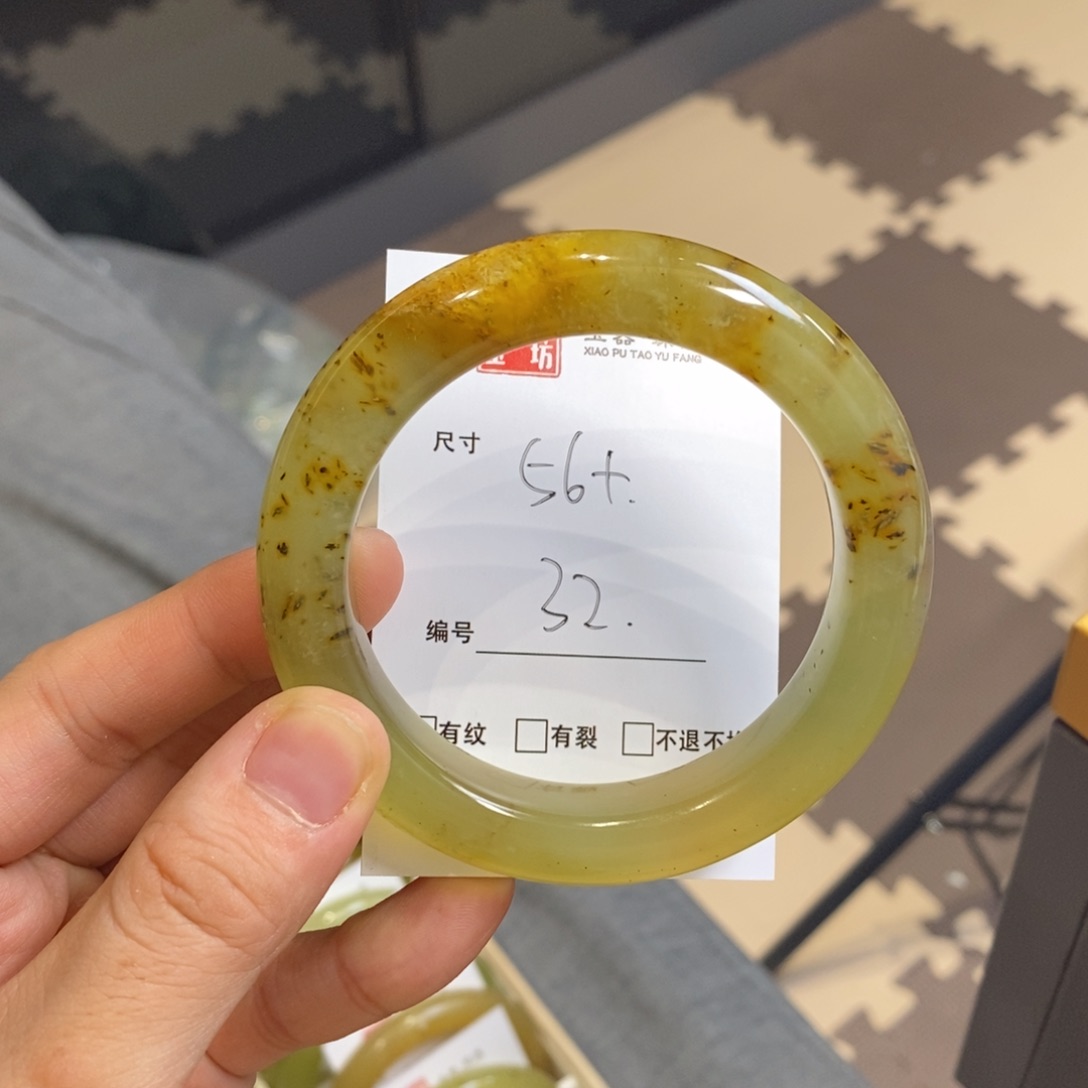 坊
XIAO PU TAO YU FANG
尺寸 56+.
编号 32.
有纹 有裂 不退不